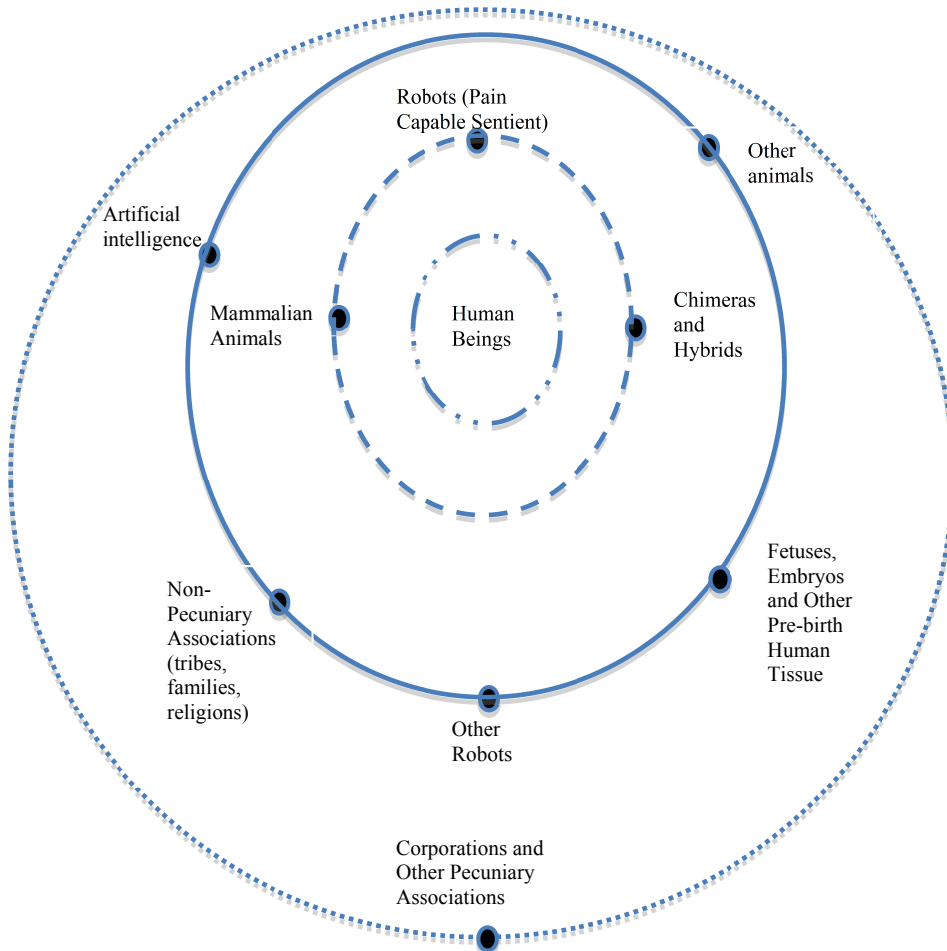 Robots (Pain
Capable Sentient)
Other
animals
Artificial
intelligence
Mammalian
Animals
Human
Beings
Chimeras
and
Hybrids
Non-
Pecuniary
Associations
(tribes,
families,
religions)
Fetuses,
Embryos
and Other
Pre-birth
Human
Tissue
Other
Robots
Corporations and
Other Pecuniary
Associations